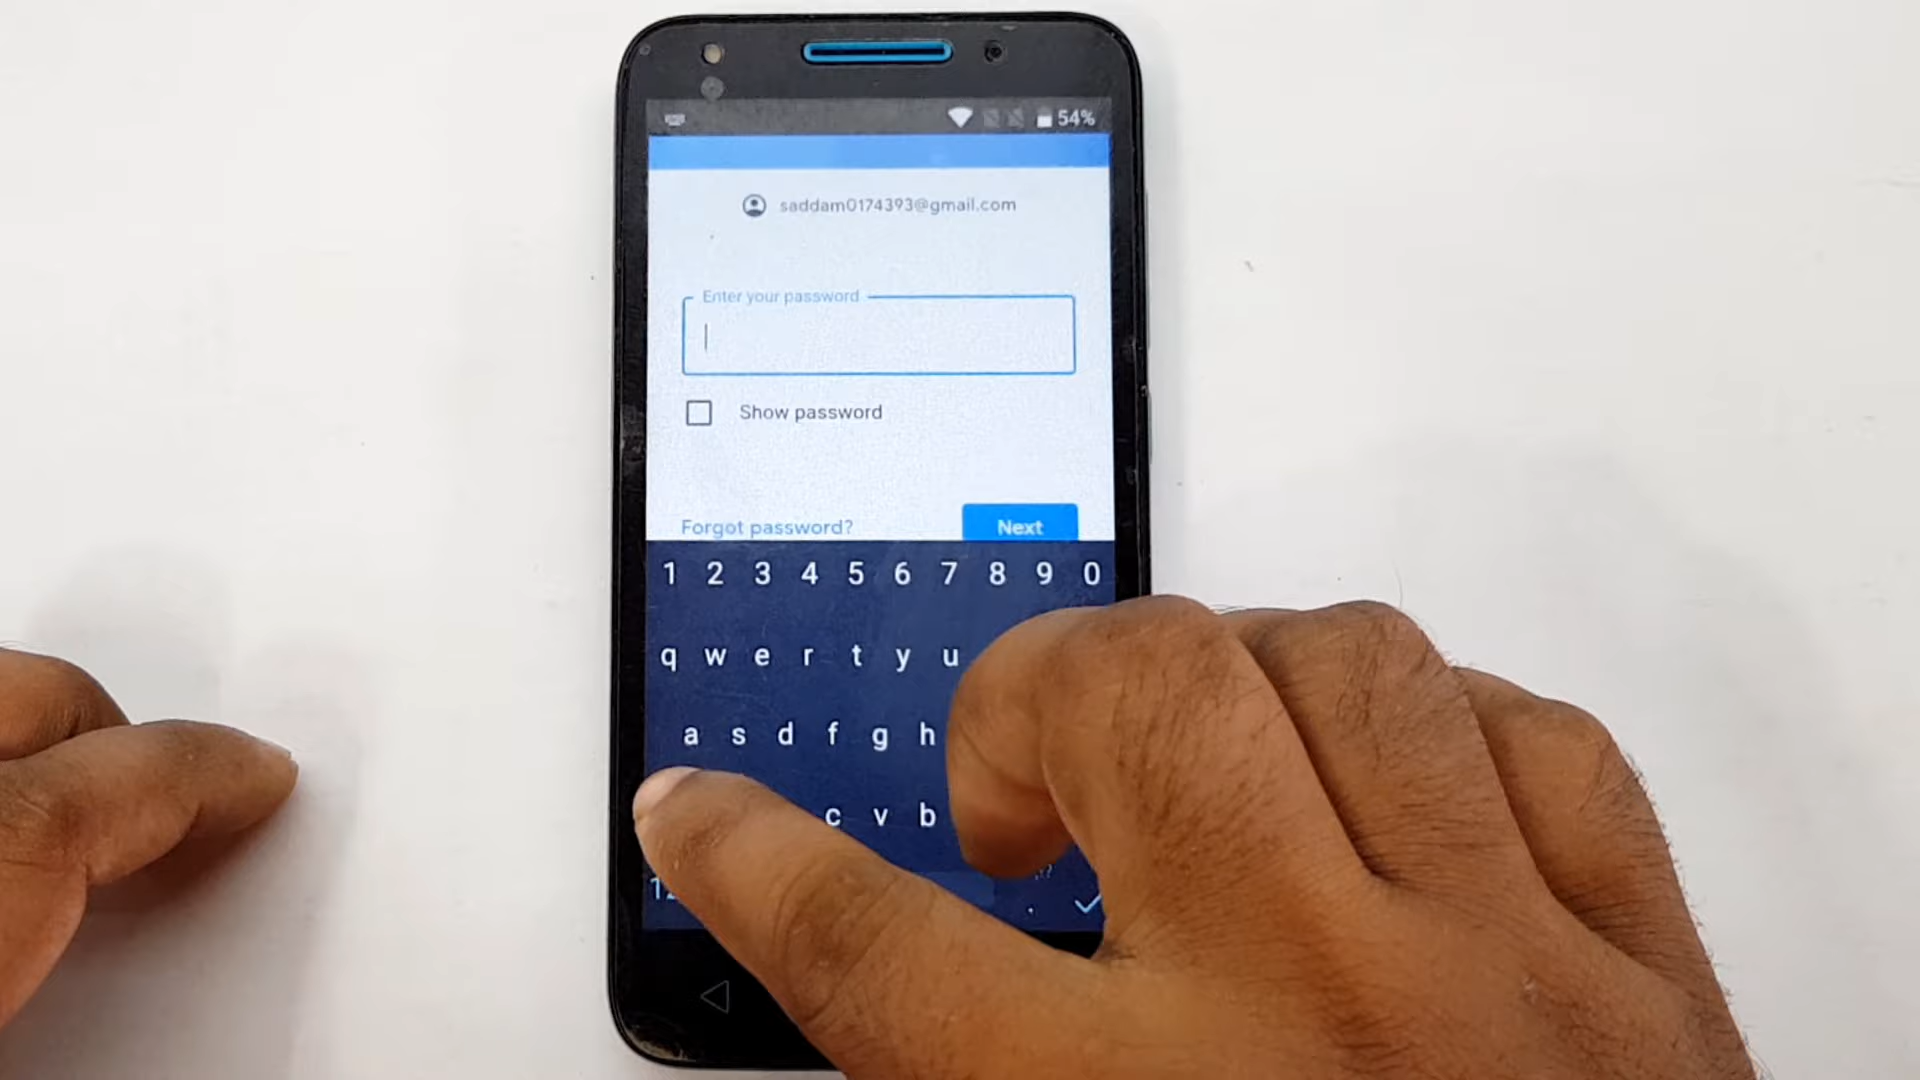 54%
saddam0174393@gmail.com
Enter your password
Show password
Forgot password? Next
1 2 3 4 5 6 7 8 9 0
q w e r t y u
a s d f g h
c v b
.